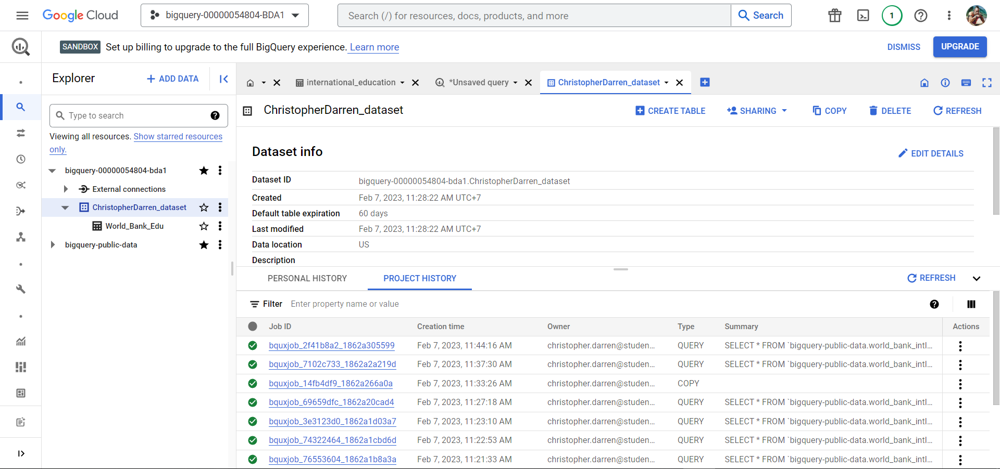 Google Cloud
bigquery-00000054804-BDA1
Search (/) for resources, docs, products, and more
Search
1
SANDBOX Set up billing to upgrade to the full BigQuery experience. Learn more
DISMISS
UPGRADE
Explorer
ADD DATA
international_education
*Unsaved query
ChristopherDarren_dataset
Type to search
Viewing all resources. Show starred resources
only.
bigquery-00000054804-bda1
External connections
ChristopherDarren_dataset
World_Bank_Edu
bigquery-public-data
ChristopherDarren_dataset
CREATE TABLE
SHARING
COPY
DELETE
REFRESH
Dataset info
EDIT DETAILS
Dataset ID bigquery-00000054804-bda1.ChristopherDarren_dataset
Created Feb 7, 2023, 11:28:22 AM UTC+7
Default table expiration 60 days
Last modified Feb 7, 2023, 11:28:22 AM UTC+7
Data location US
Description
PERSONAL HISTORY
PROJECT HISTORY
REFRESH
Filter Enter property name or value
Job ID Creation time Owner Type Summary Actions
bquxjob_2f41b8a2_1862a305599 Feb 7, 2023, 11:44:16 AM christopher.darren@studen... QUERY SELECT * FROM `bigquery-public-data.world_bank_intl...
bquxjob_7102c733_1862a2a219d Feb 7, 2023, 11:37:30 AM christopher.darren@studen... QUERY SELECT * FROM `bigquery-public-data.world_bank_intl...
bquxjob_14fb4df9_1862a266a0a Feb 7, 2023, 11:33:26 AM christopher.darren@studen... COPY
bquxjob_69659dfc_1862a20cad4 Feb 7, 2023, 11:27:18 AM christopher.darren@studen... QUERY SELECT * FROM `bigquery-public-data.world_bank_intl...
bquxjob_3e3123d0_1862a1d03a7 Feb 7, 2023, 11:23:10 AM christopher.darren@studen... QUERY SELECT * FROM `bigquery-public-data.world_bank_intl...
bquxjob_74322464_1862a1cbd6d Feb 7, 2023, 11:22:53 AM christopher.darren@studen... QUERY SELECT * FROM `bigquery-public-data.world_bank_intl...
bquxjob_76553604_1862a1b8a3a Feb 7, 2023, 11:21:33 AM christopher.darren@studen... QUERY SELECT * FROM `bigquery-public-data.world_bank_intl...